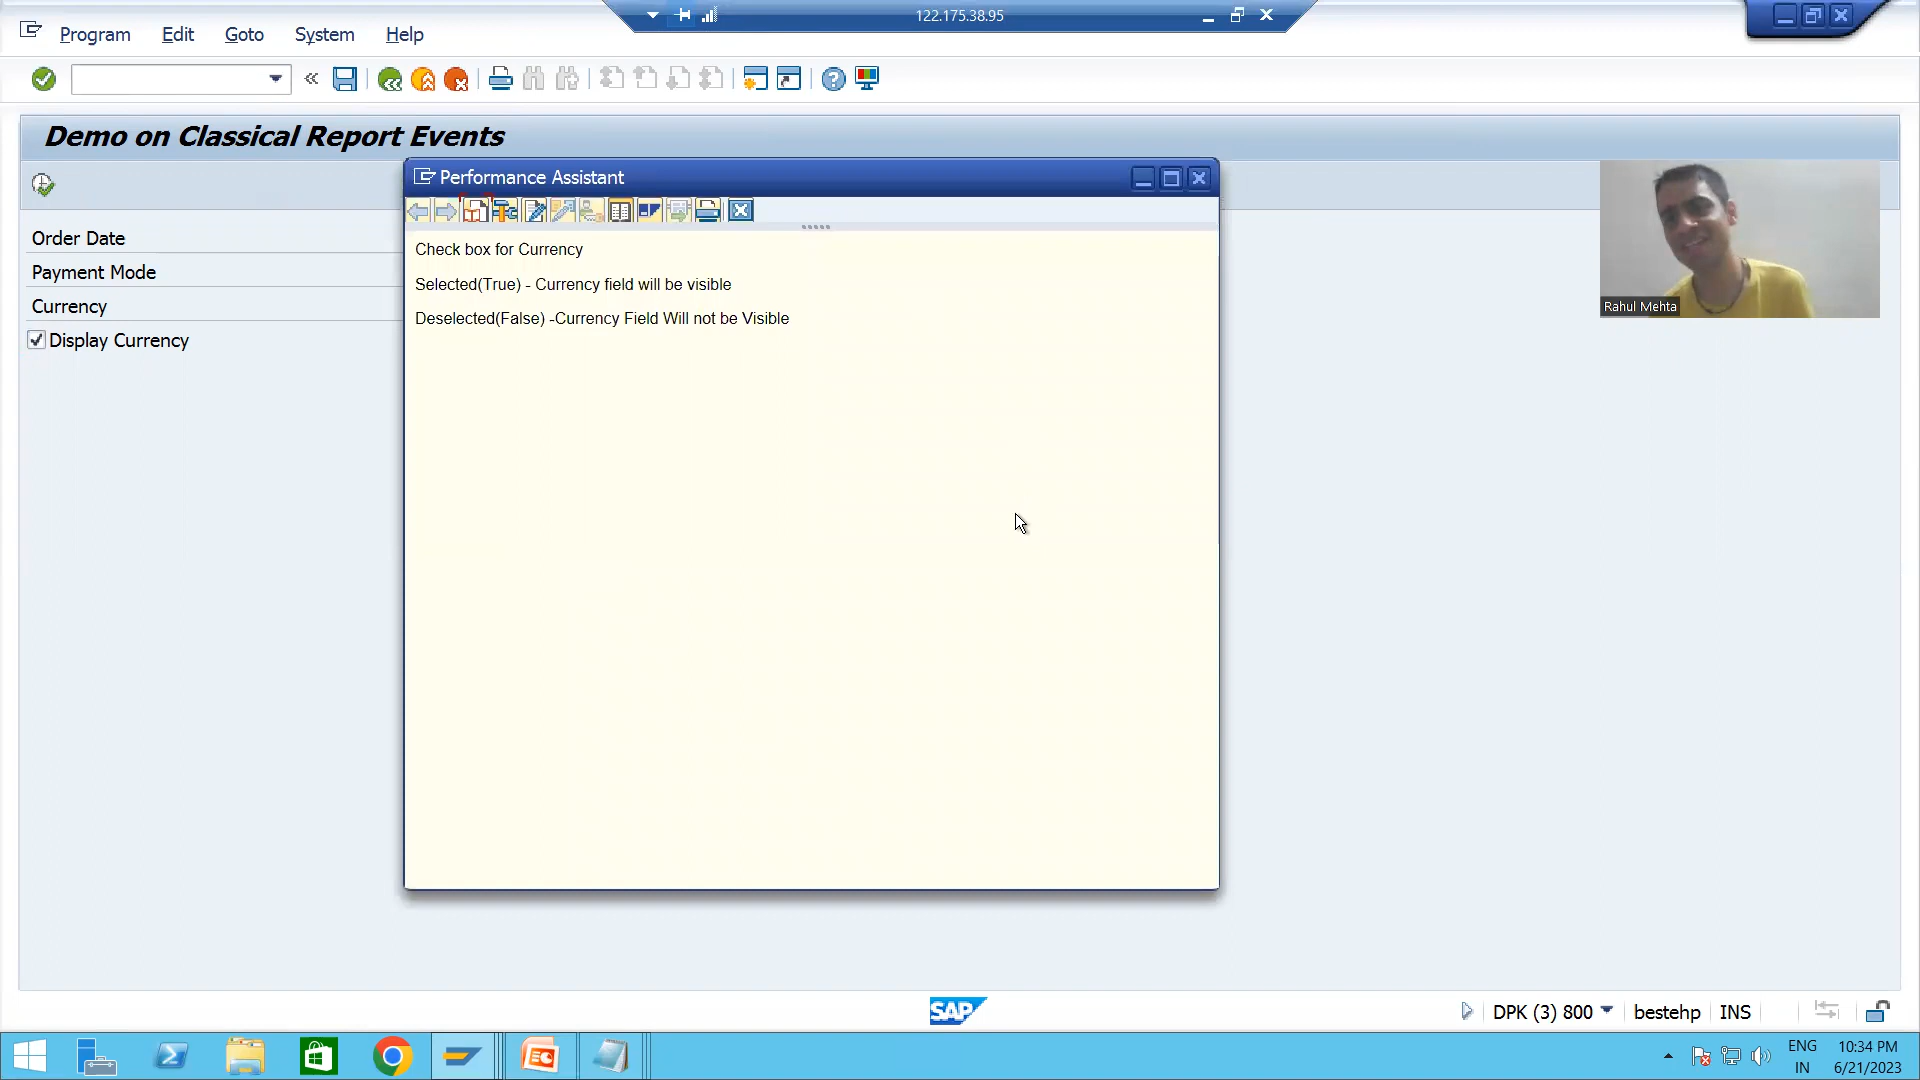 122.175.38.95
Program Edit Goto System Help
Demo on Classical Report Events
Performance Assistant
Order Date
Payment Mode
Currency
Display Currency
Check box for Currency
Selected(True) - Currency field will be visible
Deselected(False) -Currency Field Will not be Visible
Rahul Mehta
SAP
DPK (3) 800 bestehp INS
ENG 10:34 PM
IN 6/21/2023